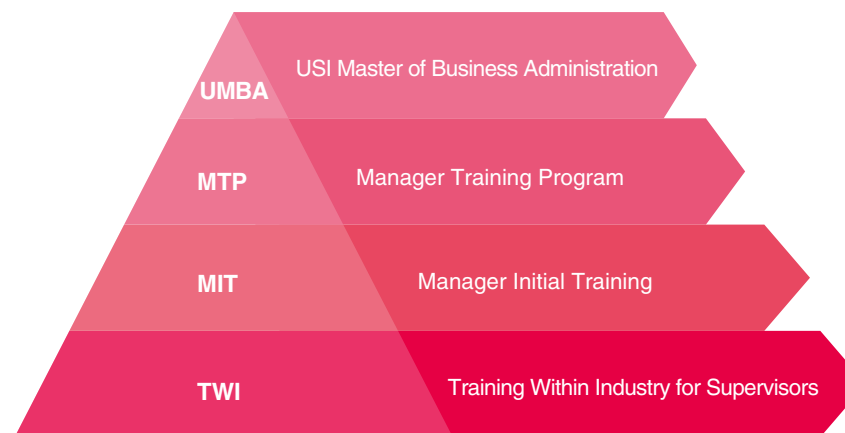 USI Master of Business Administration
UMBA
MTP
Manager Training Program
MIT
Manager Initial Training
TWI
Training Within Industry for Supervisors